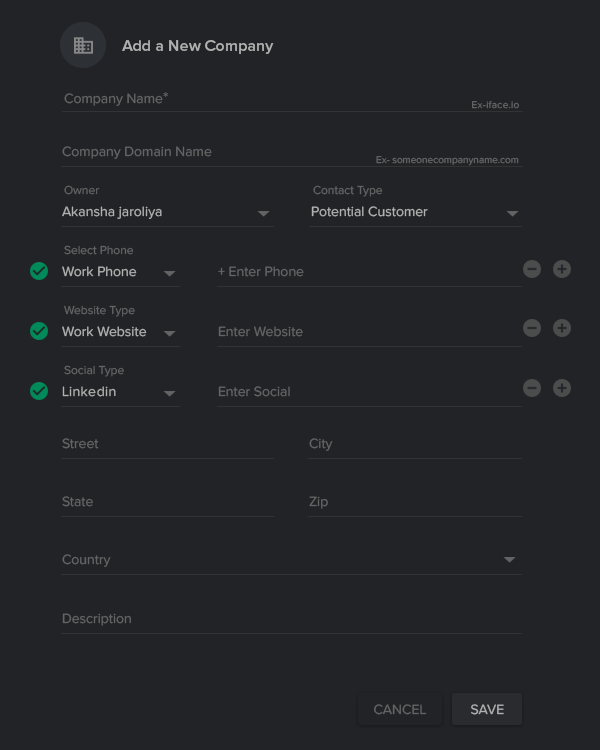 Add a New Company
Company Name*
Ex-iface.io
Company Domain Name
Ex- someonecompanyname.com
Owner
Contact Type
Akansha jaroliya
Potential Customer
Select Phone
Work Phone
+ Enter Phone
Website Type
Work Website
Enter Website
Social Type
Linkedin
Enter Social
Street
City
State
Zip
Country
Description
CANCEL
SAVE